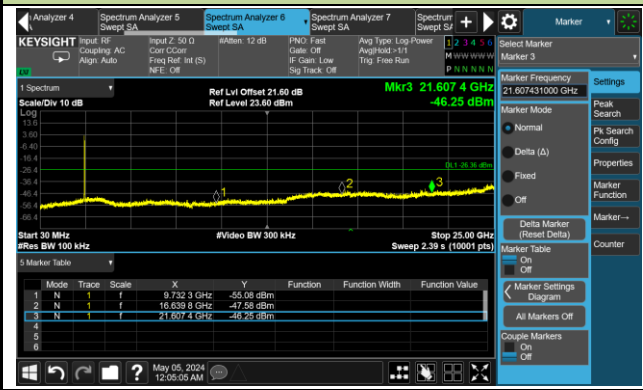 n Analyzer 4
Spectrum Analyzer 5
Swept SA
Spectrum Analyzer 6
Swept SA
Spectrum Analyzer 7
Swept SA
Spectrum
Swept SA
Marker
KEYSIGHT
Input: RF
Coupling: AC
Align: Auto
Input Z: 50 Ω
Corr CCorr
Freq Ref: Int (S)
NFE: Off
#Atten: 12 dB
PNO: Fast
Gate: Off
IF Gain: Low
Sig Track: Off
Avg Type: Log-Power
Avg|Hold:>1/1
Trig: Free Run
1 2 3 4 5 6
M W W W W W
P N N N N N
Select Marker
Marker 3
1 Spectrum
Scale/Div 10 dB
Log
Ref Lvl Offset 21.60 dB
Ref Level 23.60 dBm
Mkr3 21.607 4 GHz
-46.25 dBm
13.6
3.60
-6.40
-16.4
-26.4
-36.4
-46.4
-56.4
-66.4
DL1 -26.36 dBm
1
2
3
Start 30 MHz
#Res BW 100 kHz
#Video BW 300 kHz
Stop 25.00 GHz
Sweep 2.39 s (10001 pts)
5 Marker Table
Mode Trace Scale X Y Function Function Width Function Value
1 N 1 f 9.732 3 GHz -55.08 dBm
2 N 1 f 16.639 8 GHz -47.58 dBm
3 N 1 f 21.607 4 GHz -46.25 dBm
4
5
6
Marker Frequency
21.607431000 GHz
Marker Mode
Normal
Delta (Δ)
Fixed
Off
Delta Marker
(Reset Delta)
Marker Table
On
Off
Marker Settings
Diagram
All Markers Off
Couple Markers
On
Off
Settings
Peak
Search
Pk Search
Config
Properties
Marker
Function
Marker→
Counter
May 05, 2024
12:05:05 AM